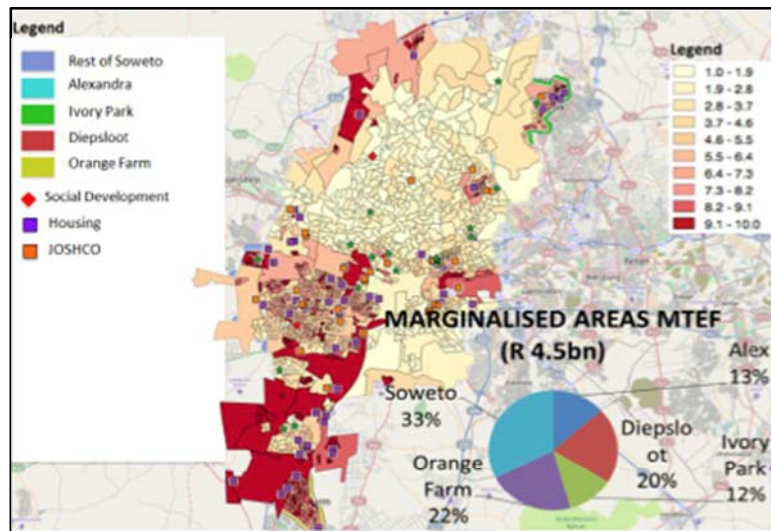 Legend
Rest of Soweto
Alexandra
Ivory Park
Diepsloot
Orange Farm
Social Development
Housing
JOSHCO
Legend
1.0 - 1.9
1.9 - 2.8
2.8 - 3.7
3.7 - 4.6
4.6 - 5.5
5.5 - 6.4
6.4 - 7.3
7.3 - 8.2
8.2 - 9.1
9.1 - 10.0
MARGINALISED AREAS MTEF
(R 4.5bn)
Alex
13%
Soweto
33%
Diepslo
ot 20%
Ivory
Park
12%
Orange
Farm
22%